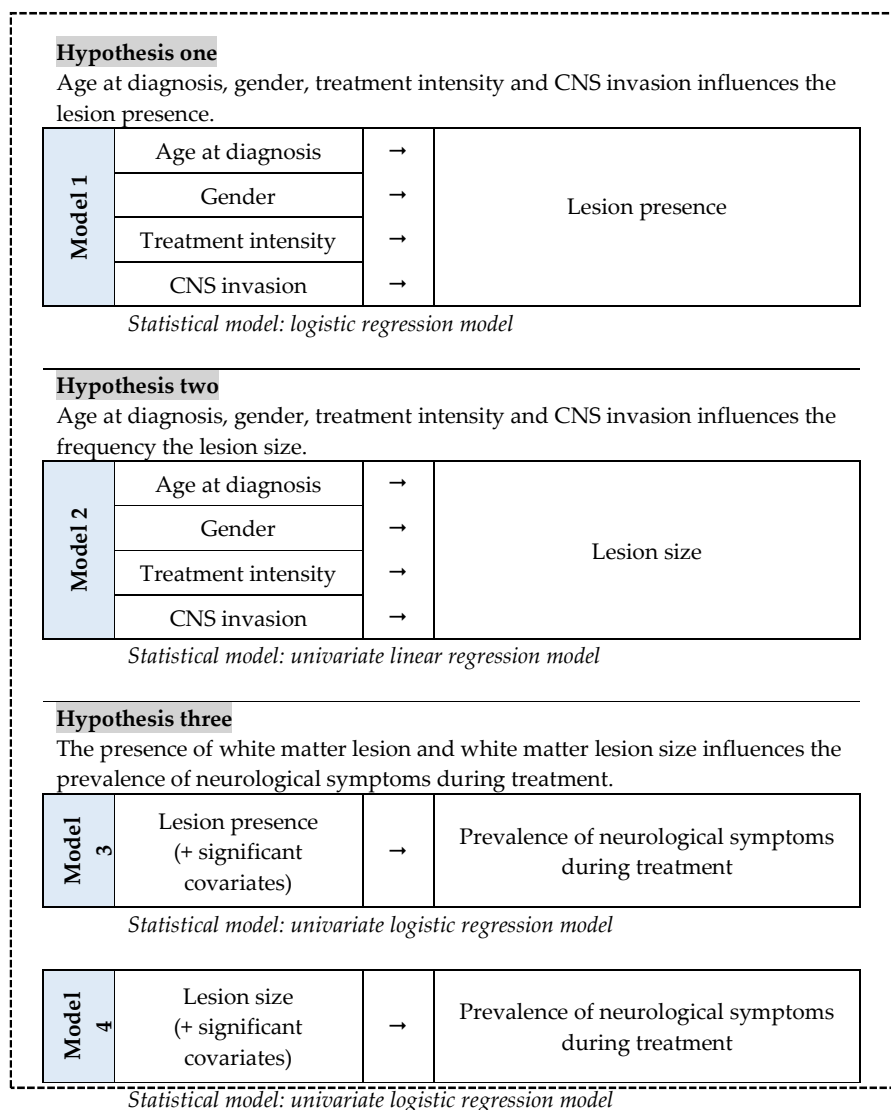 Hypothesis one
Age at diagnosis, gender, treatment intensity and CNS invasion influences the
lesion presence.
Model 1
Age at diagnosis →
Gender →
Treatment intensity →
CNS invasion →
Lesion presence
Statistical model: logistic regression model
Hypothesis two
Age at diagnosis, gender, treatment intensity and CNS invasion influences the
frequency the lesion size.
Model 2
Age at diagnosis →
Gender →
Treatment intensity →
CNS invasion →
Lesion size
Statistical model: univariate linear regression model
Hypothesis three
The presence of white matter lesion and white matter lesion size influences the
prevalence of neurological symptoms during treatment.
Model
3
Lesion presence
(+ significant
covariates)
→
Prevalence of neurological symptoms
during treatment
Statistical model: univariate logistic regression model
Model
4
Lesion size
(+ significant
covariates)
→
Prevalence of neurological symptoms
during treatment
Statistical model: univariate logistic regression model